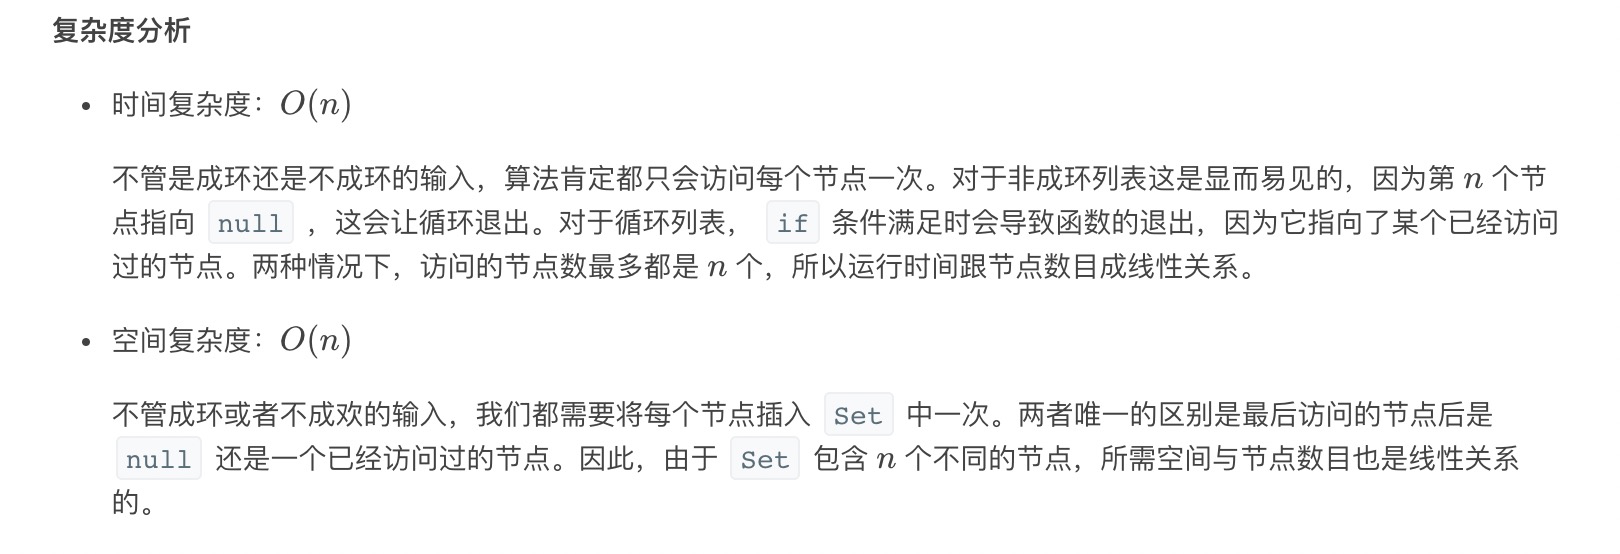 复杂度分析
• 时间复杂度：O(n)
不管是成环还是不成环的输入，算法肯定都只会访问每个节点一次。对于非成环列表这是显而易见的，因为第 n 个节
点指向 null ，这会让循环退出。对于循环列表， if 条件满足时会导致函数的退出，因为它指向了某个已经访问
过的节点。两种情况下，访问的节点数最多都是 n 个，所以运行时间跟节点数目成线性关系。
• 空间复杂度：O(n)
不管成环或者不成欢的输入，我们都需要将每个节点插入 Set 中一次。两者唯一的区别是最后访问的节点后是
null 还是一个已经访问过的节点。因此，由于 Set 包含 n 个不同的节点，所需空间与节点数目也是线性关系
的。